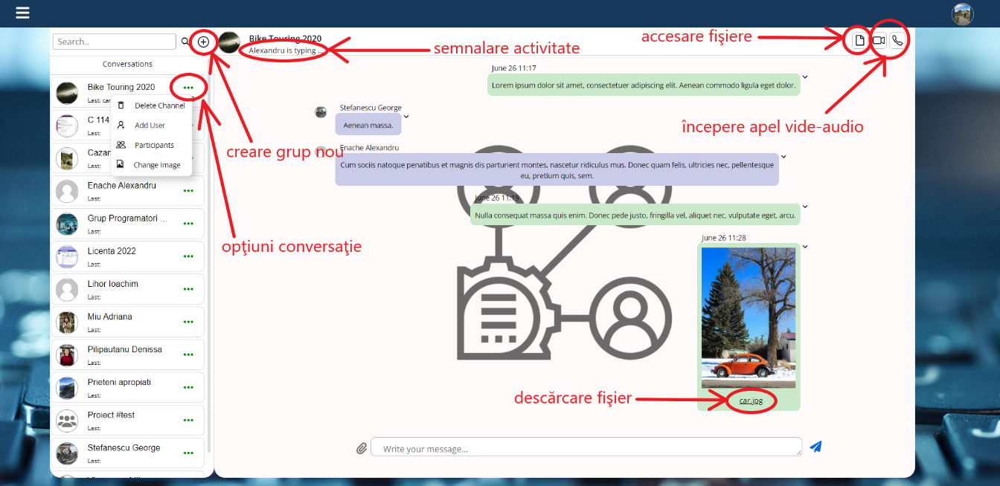 Search..
Conversations
Bike Touring 2020
Last:
Delete Channel
Add User
Participants
Change Image
C 114
Last:
Last:
Enache Alexandru
Last:
Grup Programatori ...
Last:
Licenta 2022
Last:
Lihor Ioachim
Last:
Miu Adriana
Last:
Pilipautanu Denissa
Last:
Prieteni apropiati
Last:
Proiect #test
Last:
Stefanescu George
Last:
creare grup nou
opţiuni conversaţie
Bike Touring 2020
Alexandru is typing ...
semnalare activitate
accesare fişiere
începere apel vide-audio
June 26 11:17
Lorem ipsum dolor sit amet, consectetuer adipiscing elit. Aenean commodo ligula eget dolor.
Stefanescu George
Aenean massa.
Enache Alexandru
Cum sociis natoque penatibus et magnis dis parturient montes, nascetur ridiculus mus. Donec quam felis, ultricies nec, pellentesque
eu, pretium quis, sem.
June 26 11:19
Nulla consequat massa quis enim. Donec pede justo, fringilla vel, aliquet nec, vulputate eget, arcu.
June 26 11:28
car.jpg
descărcare fişier
Write your message...